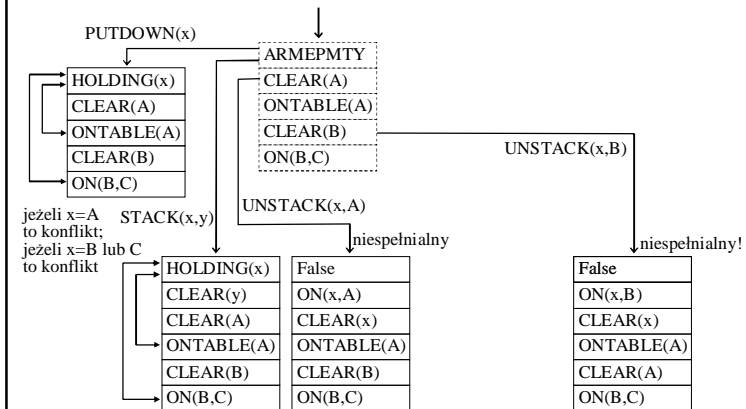 PUTDOWN(x)
ARMEPMTY
CLEAR(A)
ONTABLE(A)
CLEAR(B)
ON(B,C)
HOLDING(x)
CLEAR(A)
ONTABLE(A)
CLEAR(B)
ON(B,C)
UNSTACK(x,B)
jeżeli x=A
to konflikt;
jeżeli x=B lub C
to konflikt
STACK(x,y)
UNSTACK(x,A)
niespełnialny
niespełnialny!
HOLDING(x)
CLEAR(y)
CLEAR(A)
ONTABLE(A)
CLEAR(B)
ON(B,C)
False
ON(x,A)
CLEAR(x)
ONTABLE(A)
CLEAR(B)
ON(B,C)
False
ON(x,B)
CLEAR(x)
ONTABLE(A)
CLEAR(A)
ON(B,C)